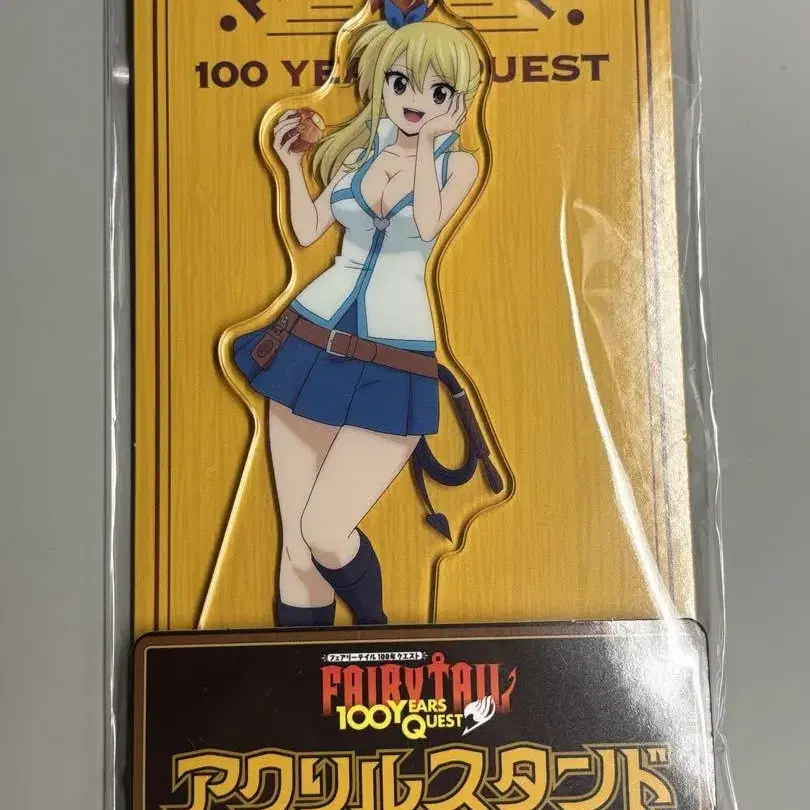 100 YEA QUEST
フェアリーテイル 100年クエスト
FAIRY TAIL
100 YEARS
QUEST
アクリルスタンド